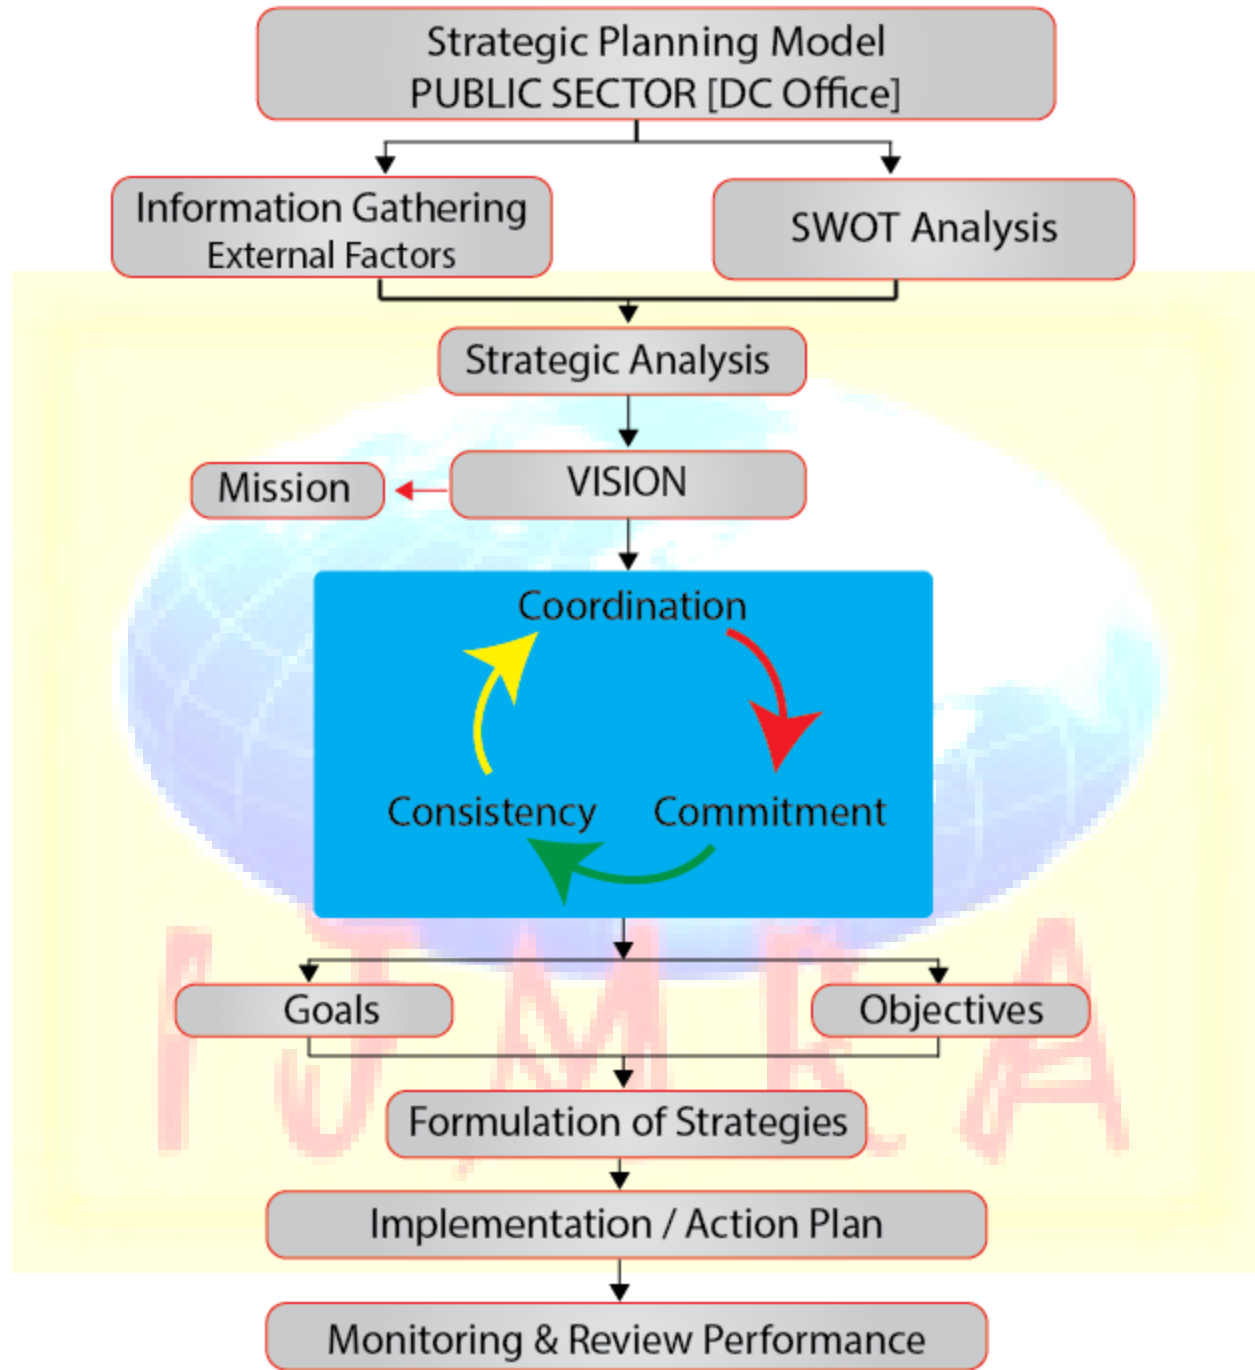 Strategic Planning Model
PUBLIC SECTOR [DC Office]
Information Gathering
External Factors
SWOT Analysis
Strategic Analysis
Mission
VISION
Coordination
Consistency
Commitment
Goals
Objectives
Formulation of Strategies
Implementation / Action Plan
Monitoring & Review Performance
IJMRA